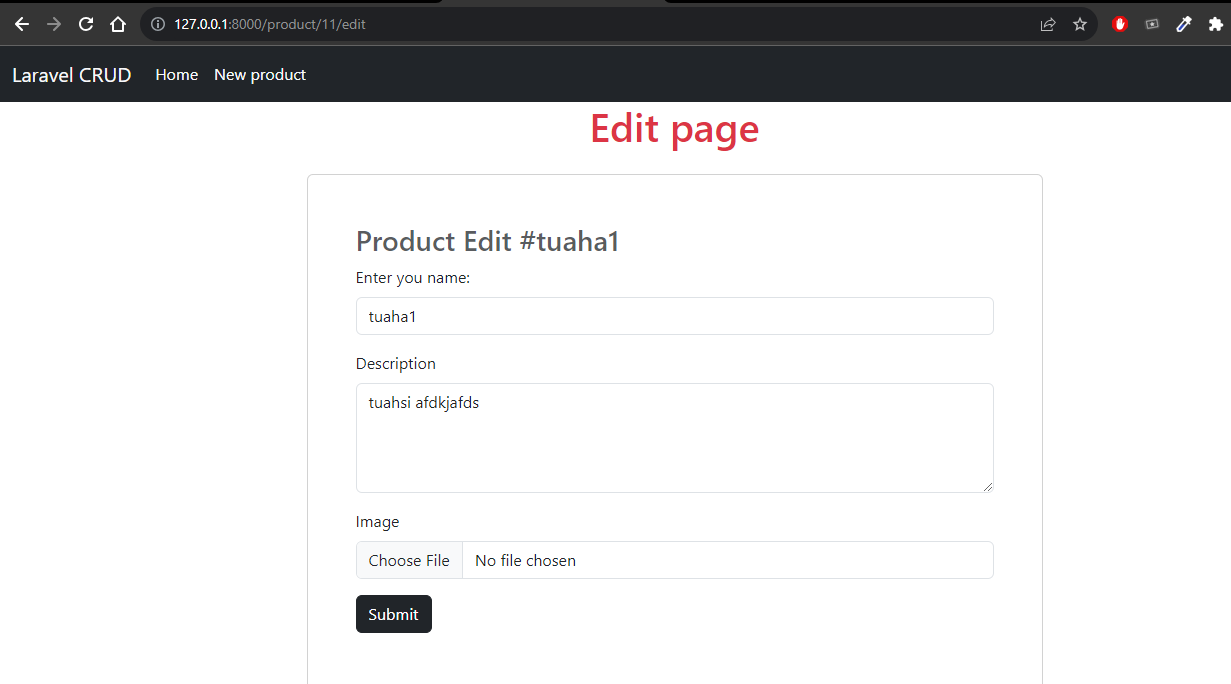 127.0.0.1:8000/product/11/edit
Laravel CRUD Home New product
Edit page
Product Edit #tuaha1
Enter you name:
tuaha1
Description
tuahsi afdkjafds
Image
Choose File No file chosen
Submit